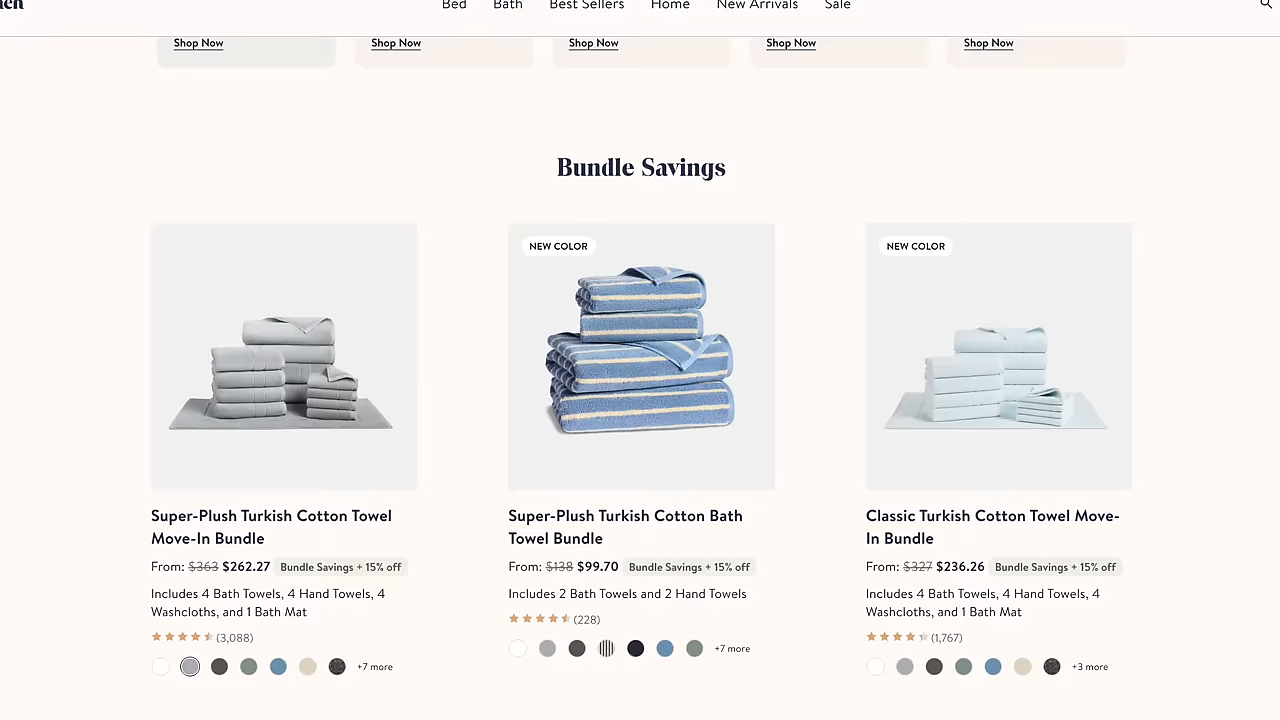 Bed Bath Best Sellers Home New Arrivals Sale
Shop Now Shop Now Shop Now Shop Now Shop Now
Bundle Savings
NEW COLOR
NEW COLOR
Super-Plush Turkish Cotton Towel
Move-In Bundle
From: $363 $262.27 Bundle Savings + 15% off
Includes 4 Bath Towels, 4 Hand Towels, 4
Washcloths, and 1 Bath Mat
(3,088)
+7 more
Super-Plush Turkish Cotton Bath
Towel Bundle
From: $138 $99.70 Bundle Savings + 15% off
Includes 2 Bath Towels and 2 Hand Towels
(228)
+7 more
Classic Turkish Cotton Towel Move-
In Bundle
From: $327 $236.26 Bundle Savings + 15% off
Includes 4 Bath Towels, 4 Hand Towels, 4
Washcloths, and 1 Bath Mat
(1,767)
+3 more